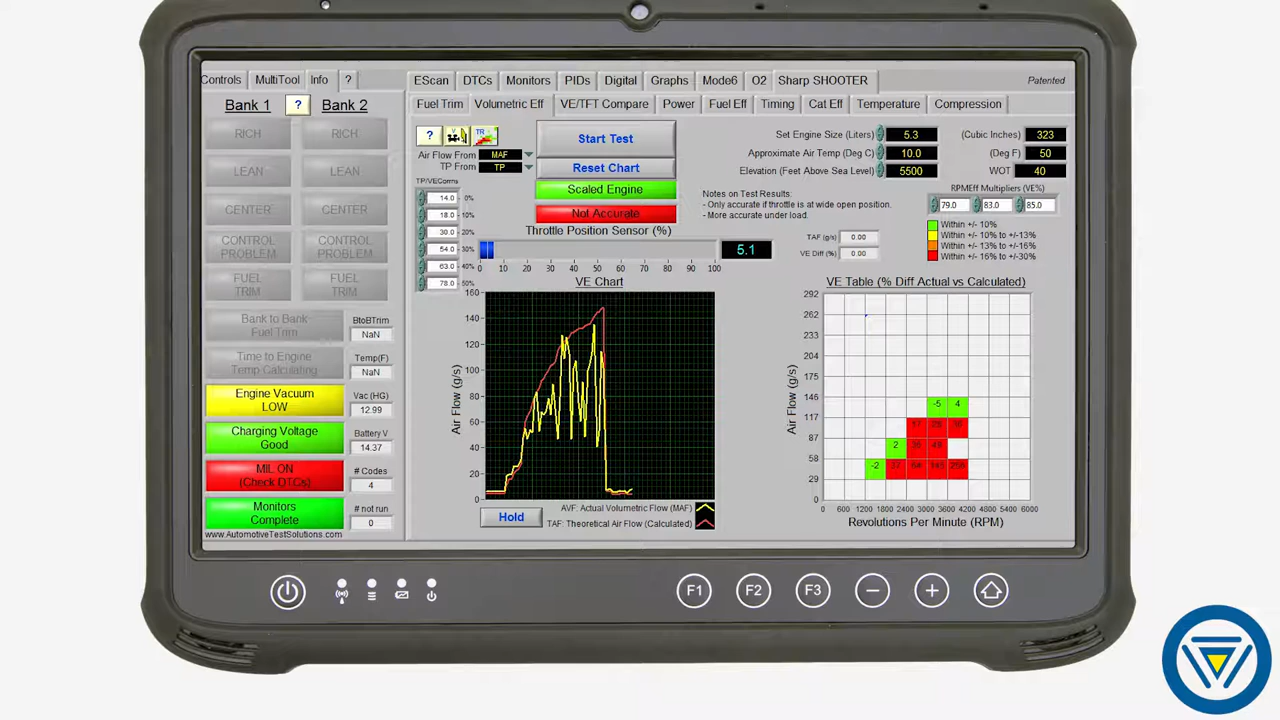 Controls MultiTool Info ?
EScan DTCs Monitors PIDs Digital Graphs Mode6 O2 Sharp SHOOTER Patented
Fuel Trim Volumetric Eff VE/TFT Compare Power Fuel Eff Timing Cat Eff Temperature Compression
Bank 1 ? Bank 2
RICH RICH
LEAN LEAN
CENTER CENTER
CONTROL PROBLEM CONTROL PROBLEM
FUEL TRIM FUEL TRIM
Bank to Bank
Fuel Trim
BtoBTrim
NaN
Time to Engine
Temp Calculating
Temp(F)
NaN
Engine Vacuum
LOW
Vac (HG)
12.99
Charging Voltage
Good
Battery V
14.37
MIL ON
(Check DTCs)
# Codes
4
Monitors
Complete
# not run
0
www.AutomotiveTestSolutions.com
? V TR
Air Flow From MAF
TP From TP
Start Test
Reset Chart
Scaled Engine
Not Accurate
Set Engine Size (Liters) 5.3 (Cubic Inches) 323
Approximate Air Temp (Deg C) 10.0 (Deg F) 50
Elevation (Feet Above Sea Level) 5500 WOT 40
TP/VECorrs
14.0 0%
18.0 10%
30.0 20%
54.0 30%
63.0 40%
78.0 50%
Notes on Test Results:
- Only accurate if throttle is at wide open position.
- More accurate under load.
RPMEff Multipliers (VE%)
79.0 83.0 85.0
Within +/- 10%
Within +/- 10% to +/-13%
Within +/- 13% to +/-16%
Within +/- 16% to +/-30%
TAF (g/s) 0.00
VE Diff (%) 0.00
Throttle Position Sensor (%)
5.1
0 10 20 30 40 50 60 70 80 90 100
VE Chart
160
140
120
100
80
60
40
20
0
Air Flow (g/s)
Hold
AVF: Actual Volumetric Flow (MAF)
TAF: Theoretical Air Flow (Calculated)
VE Table (% Diff Actual vs Calculated)
292
262
233
204
175
146
117
87
58
29
Air Flow (g/s)
-5 4
2
-2
0 600 1200 1800 2400 3000 3600 4200 4800 5400 6000
Revolutions Per Minute (RPM)
F1 F2 F3